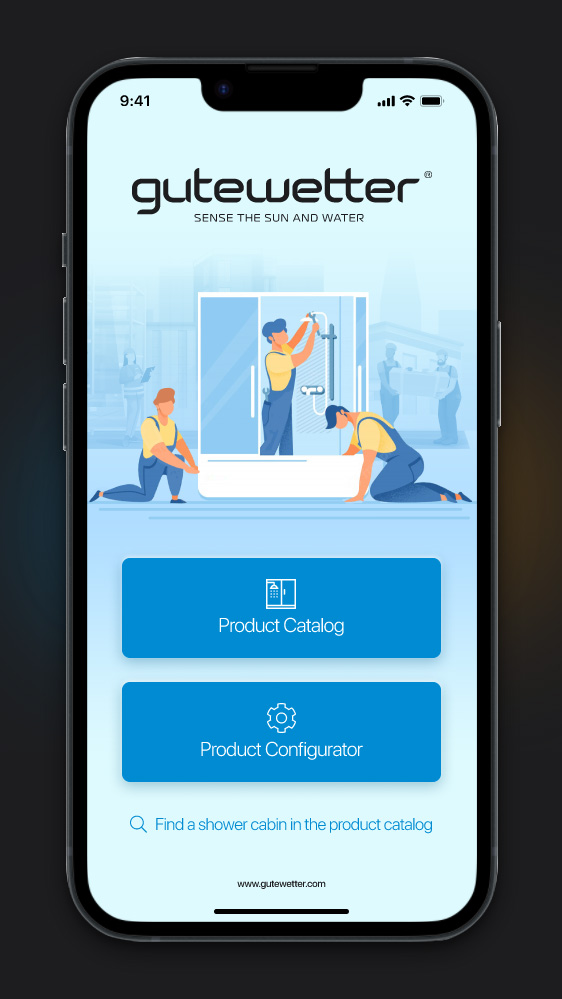 9:41
gutewetter®
SENSE THE SUN AND WATER
Product Catalog
Product Configurator
Find a shower cabin in the product catalog
www.gutewetter.com